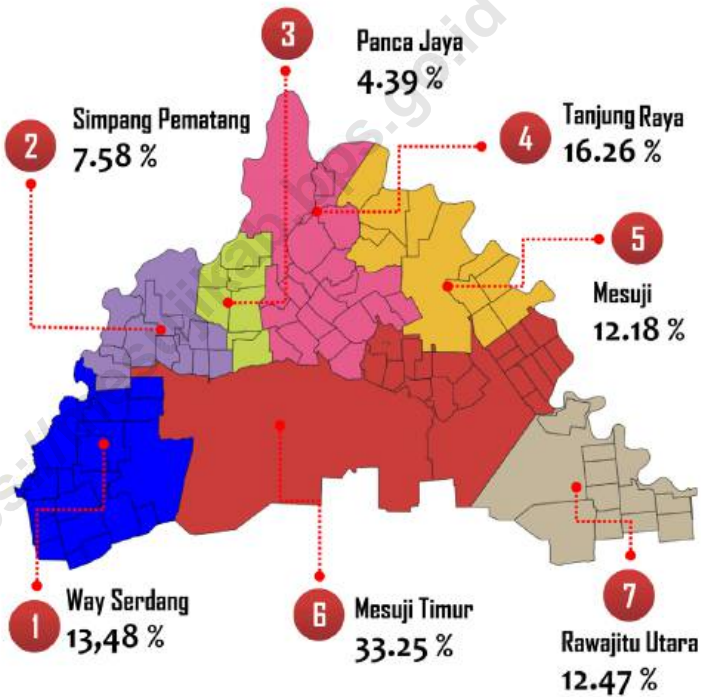 3
Panca Jaya
4.39 %
2
Simpang Pematang
7.58 %
4
Tanjung Raya
16.26 %
5
Mesuji
12.18 %
1
Way Serdang
13,48 %
6
Mesuji Timur
33.25 %
7
Rawajitu Utara
12.47 %